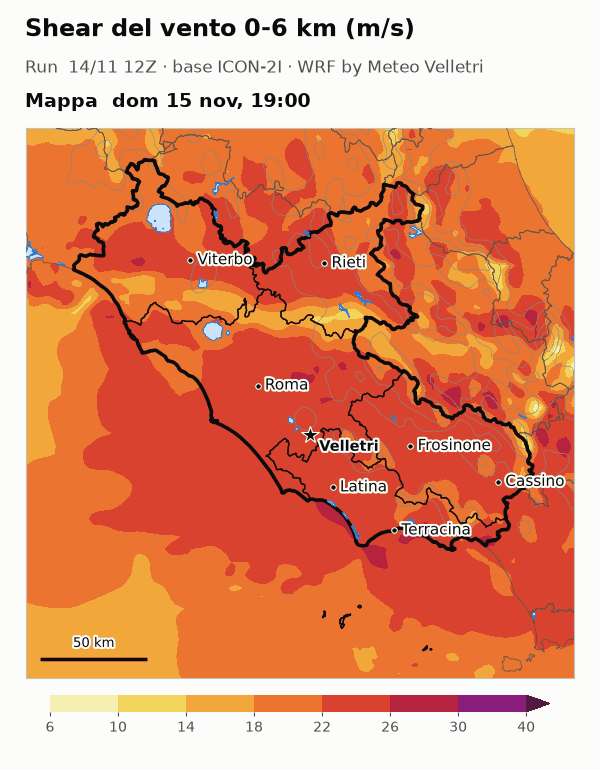 Shear del vento 0-6 km (m/s)
Run  14/11 12Z · base ICON-2I · WRF by Meteo Velletri
Mappa  dom 15 nov, 19:00
Viterbo
Rieti
Roma
Velletri
Frosinone
Cassino
Latina
Terracina
50 km
6 10 14 18 22 26 30 40